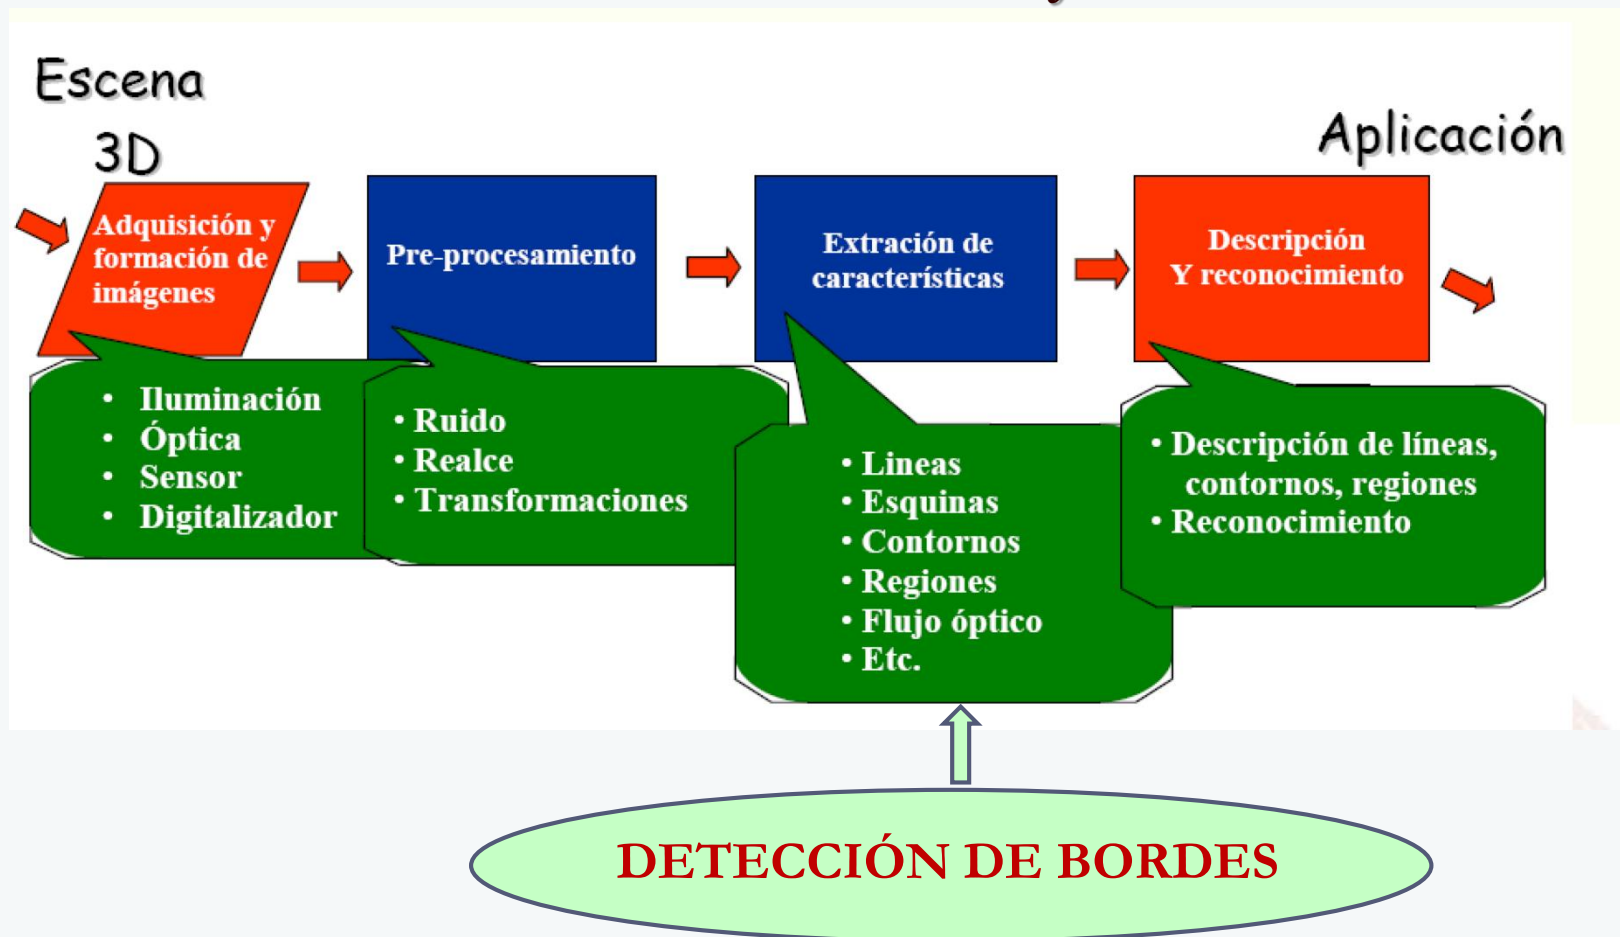 Escena
3D
Aplicación
Adquisición y
formación de
imágenes
Pre-procesamiento
Extración de
características
Descripción
Y reconocimiento
• Iluminación
• Óptica
• Sensor
• Digitalizador
• Ruido
• Realce
• Transformaciones
• Lineas
• Esquinas
• Contornos
• Regiones
• Flujo óptico
• Etc.
• Descripción de líneas,
contornos, regiones
• Reconocimiento
DETECCIÓN DE BORDES